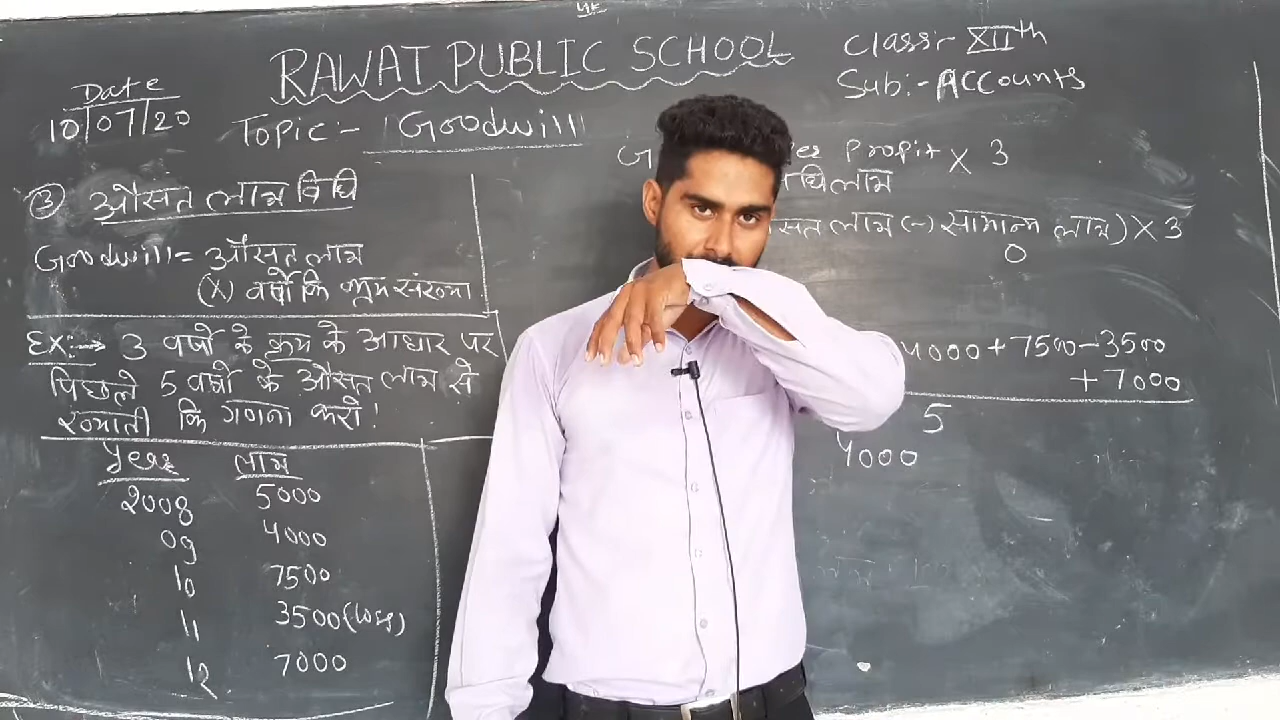 RAWAT PUBLIC SCHOOL
Class:- XIIth
Sub:- Accounts
Date
10/07/20
Topic:- Goodwill
③ औसत लाभ विधि
Goodwill = औसत लाभ
(x) वर्षो कि क्रय संख्या
Ex:→ 3 वर्षो के क्रय के आधार पर
पिछले 5 वर्षो के औसत लाभ से
ख्याती कि गणना करो!
Year लाभ
2008 5000
09 4000
10 7500
11 3500 (loss)
12 7000
G
Profit x 3
धिलाभ
सत लाभ (-) सामान्य लाभ) x 3
0
4000 + 7500 - 3500
+ 7000
5
4000